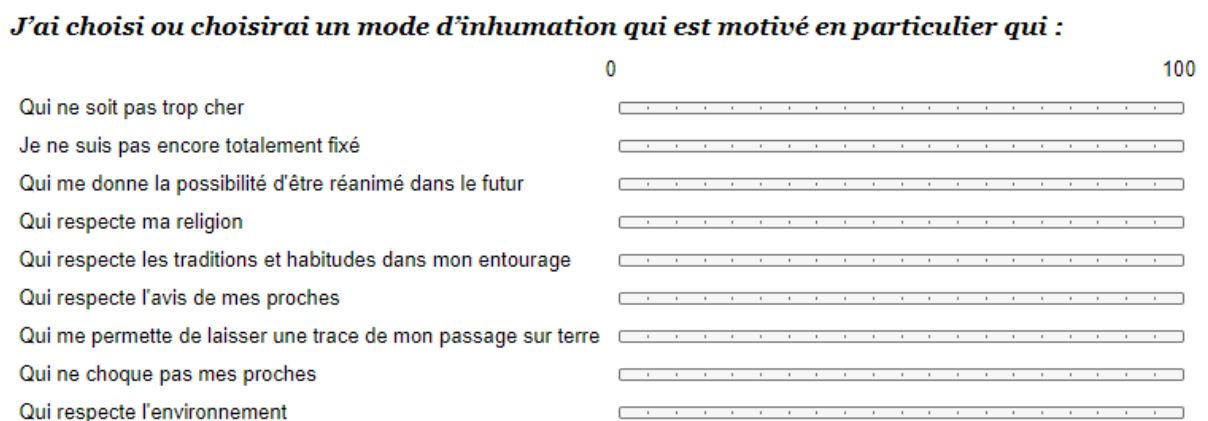 J'ai choisi ou choisirai un mode d'inhumation qui est motivé en particulier qui :
0 100
Qui ne soit pas trop cher
Je ne suis pas encore totalement fixé
Qui me donne la possibilité d'être réanimé dans le futur
Qui respecte ma religion
Qui respecte les traditions et habitudes dans mon entourage
Qui respecte l'avis de mes proches
Qui me permette de laisser une trace de mon passage sur terre
Qui ne choque pas mes proches
Qui respecte l'environnement